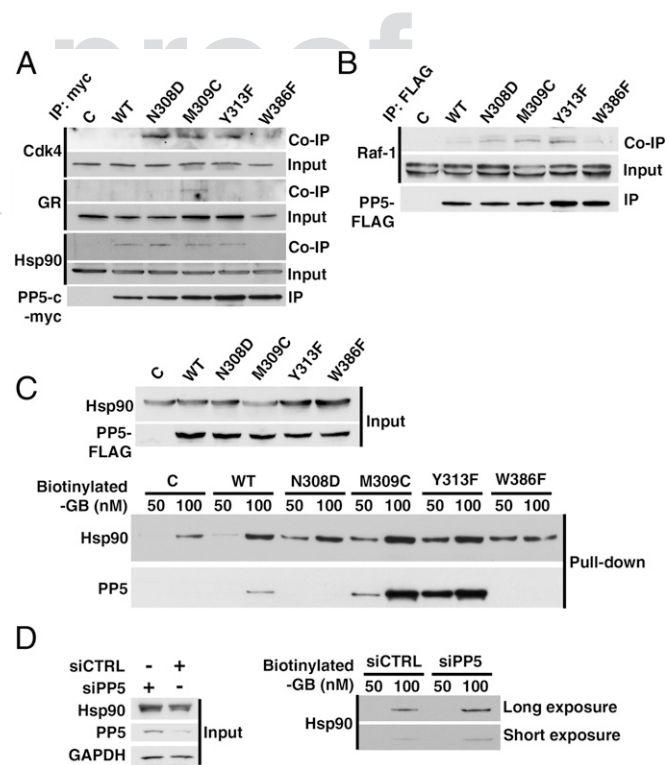 proof
A
IP: myc
C WT N308D M309C Y313F W386F
Cdk4
Co-IP
Input
GR
Co-IP
Input
Hsp90
Co-IP
Input
PP5-c
-myc
IP
B
IP: FLAG
C WT N308D M309C Y313F W386F
Raf-1
Co-IP
Input
PP5-
FLAG
IP
C
C WT N308D M309C Y313F W386F
Hsp90
PP5-
FLAG
Input
Biotinylated
-GB (nM)
C WT N308D M309C Y313F W386F
50 100 50 100 50 100 50 100 50 100 50 100
Hsp90
PP5
Pull-down
D
siCTRL - +
siPP5 + -
Hsp90
PP5
GAPDH
Input
Biotinylated
-GB (nM)
siCTRL siPP5
50 100 50 100
Hsp90
Long exposure
Short exposure